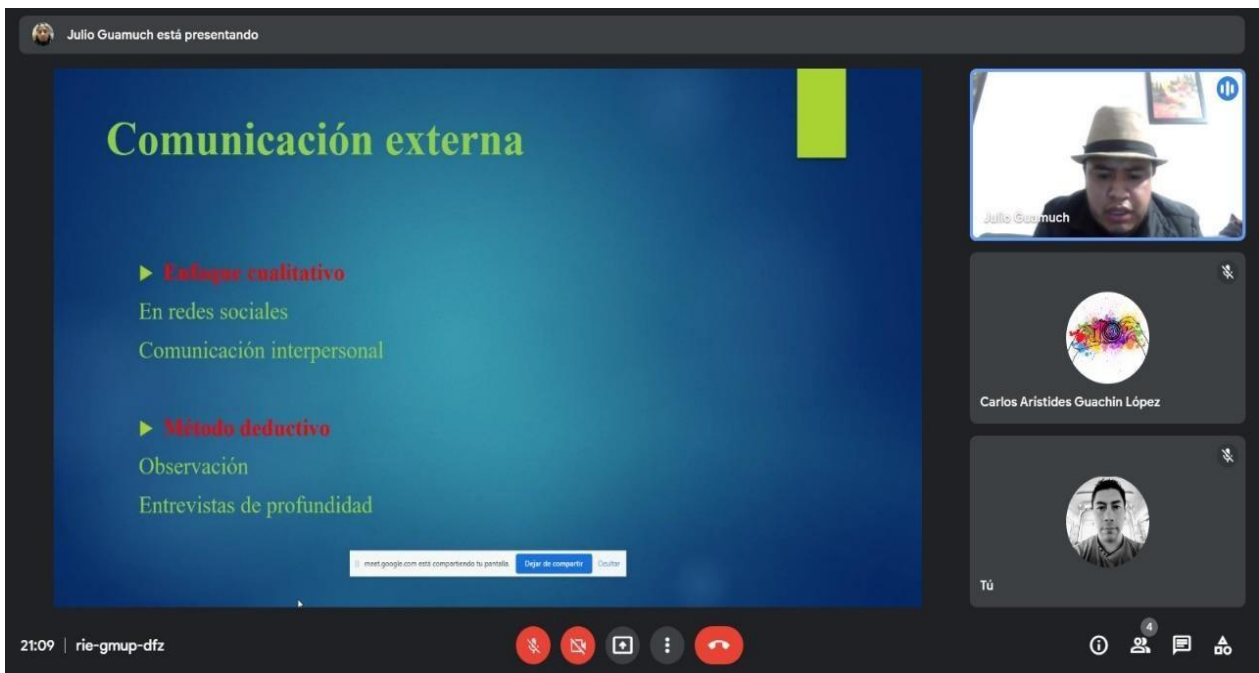 Julio Guamuch está presentando
Comunicación externa
Enfoque cualitativo
En redes sociales
Comunicación interpersonal
Método deductivo
Observación
Entrevistas de profundidad
meet.google.com está compartiendo tu pantalla. Dejar de compartir Ocultar
Julio Guamuch
Carlos Arístides Guachin López
Tú
21:09 | rie-gmup-dfz
4